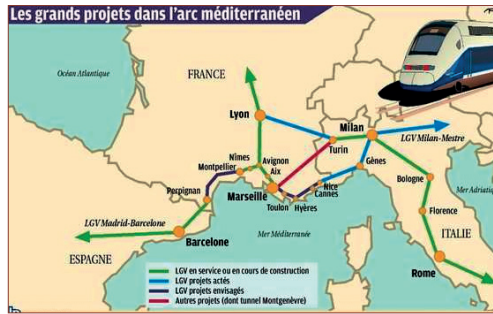 Les grands projets dans l'arc méditerranéen
Océan Atlantique
FRANCE
Lyon
Milan
LGV Milan-Mestre
Turin
Nîmes
Montpellier
Avignon
Aix
Gênes
Bologne
Mer Adria
Perpignan
Marseille
Nice
Cannes
Toulon
Hyères
Florence
LGV Madrid-Barcelone
Barcelone
Mer Méditerranée
ITALIE
ESPAGNE
Rome
LGV en service ou en cours de construction
LGV projets actés
LGV projets envisagés
Autres projets (dont tunnel Montgenèvre)